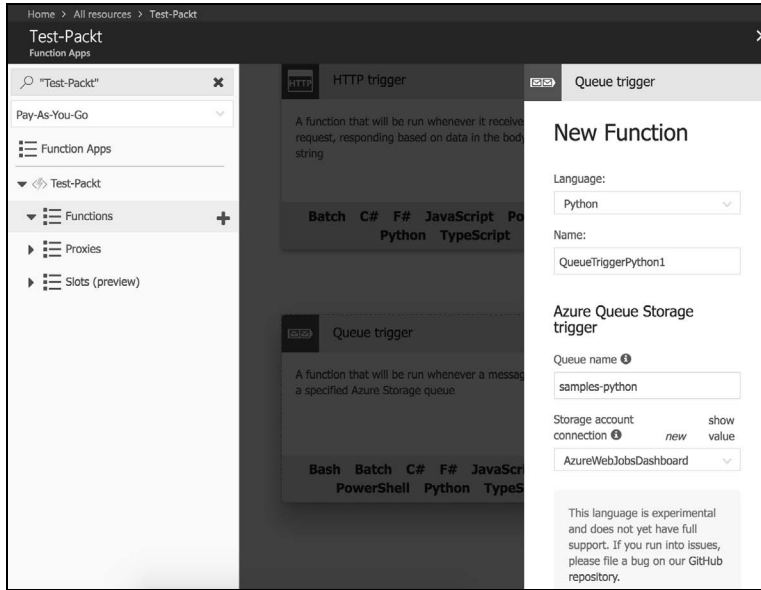 Home > All resources > Test-Packt
Test-Packt
Function Apps
"Test-Packt"
Pay-As-You-Go
Function Apps
Test-Packt
Functions
Proxies
Slots (preview)
HTTP
HTTP trigger
A function that will be run whenever it receive
request, responding based on data in the body
string
Batch C# F# JavaScript Po
Python TypeScript
Queue trigger
A function that will be run whenever a messag
a specified Azure Storage queue
Bash Batch C# F# JavaScri
PowerShell Python TypeS
Queue trigger
New Function
Language:
Python
Name:
QueueTriggerPython1
Azure Queue Storage
trigger
Queue name
samples-python
Storage account show
connection new value
AzureWebJobsDashboard
This language is experimental
and does not yet have full
support. If you run into issues,
please file a bug on our GitHub
repository.